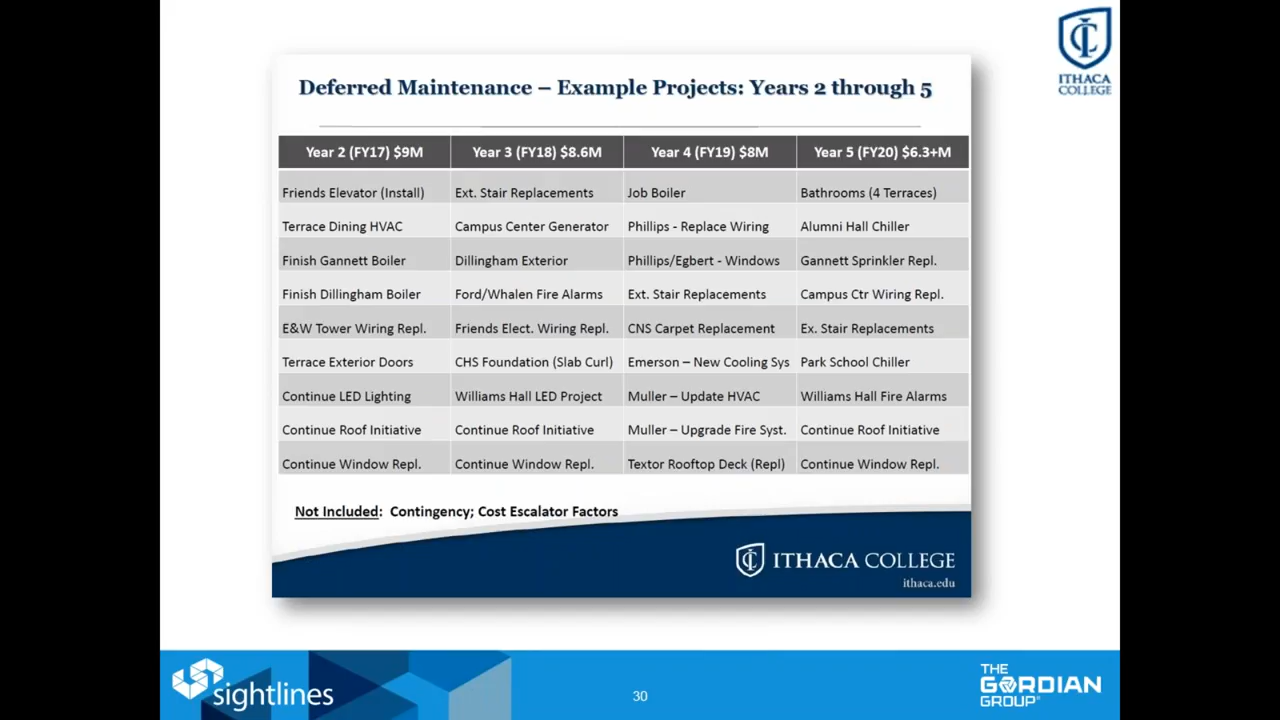 ITHACA
COLLEGE
Deferred Maintenance – Example Projects: Years 2 through 5
Year 2 (FY17) $9M Year 3 (FY18) $8.6M Year 4 (FY19) $8M Year 5 (FY20) $6.3+M
Friends Elevator (Install) Ext. Stair Replacements Job Boiler Bathrooms (4 Terraces)
Terrace Dining HVAC Campus Center Generator Phillips - Replace Wiring Alumni Hall Chiller
Finish Gannett Boiler Dillingham Exterior Phillips/Egbert - Windows Gannett Sprinkler Repl.
Finish Dillingham Boiler Ford/Whalen Fire Alarms Ext. Stair Replacements Campus Ctr Wiring Repl.
E&W Tower Wiring Repl. Friends Elect. Wiring Repl. CNS Carpet Replacement Ex. Stair Replacements
Terrace Exterior Doors CHS Foundation (Slab Curl) Emerson – New Cooling Sys Park School Chiller
Continue LED Lighting Williams Hall LED Project Muller – Update HVAC Williams Hall Fire Alarms
Continue Roof Initiative Continue Roof Initiative Muller – Upgrade Fire Syst. Continue Roof Initiative
Continue Window Repl. Continue Window Repl. Textor Rooftop Deck (Repl) Continue Window Repl.
Not Included: Contingency; Cost Escalator Factors
ITHACA COLLEGE
ithaca.edu
sightlines
30
THE
GORDIAN
GROUP®